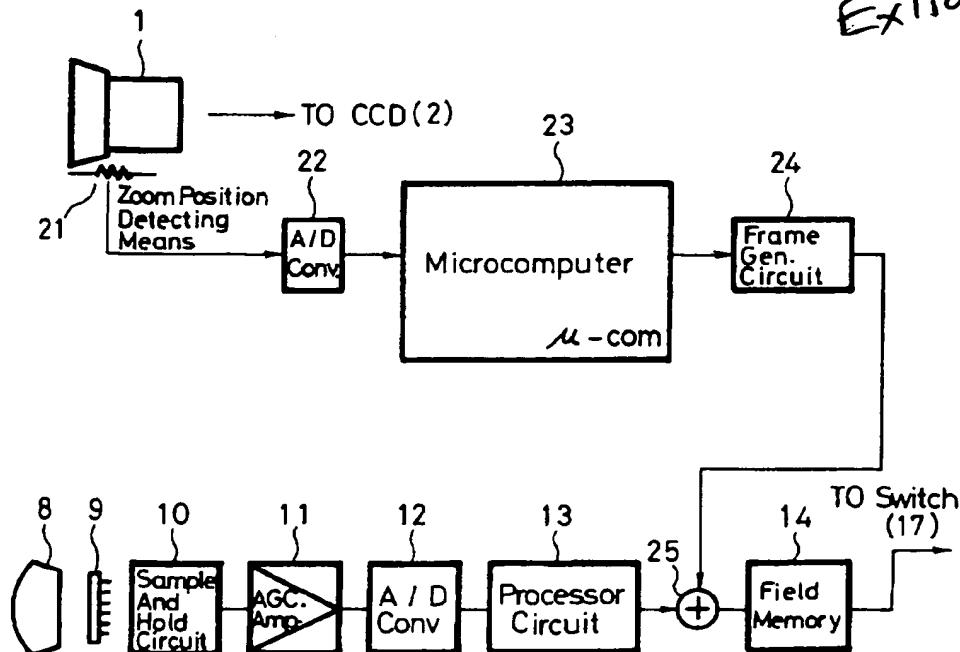 1
TO CCD(2)
21
Zoom Position
Detecting
Means
22
A/D
Conv.
23
Microcomputer
μ-com
24
Frame
Gen.
Circuit
TO Switch
(17)
8
9
10
Sample
And
Hold
Circuit
11
AGC.
Amp.
12
A/D
Conv
13
Processor
Circuit
25
+
14
Field
Memory